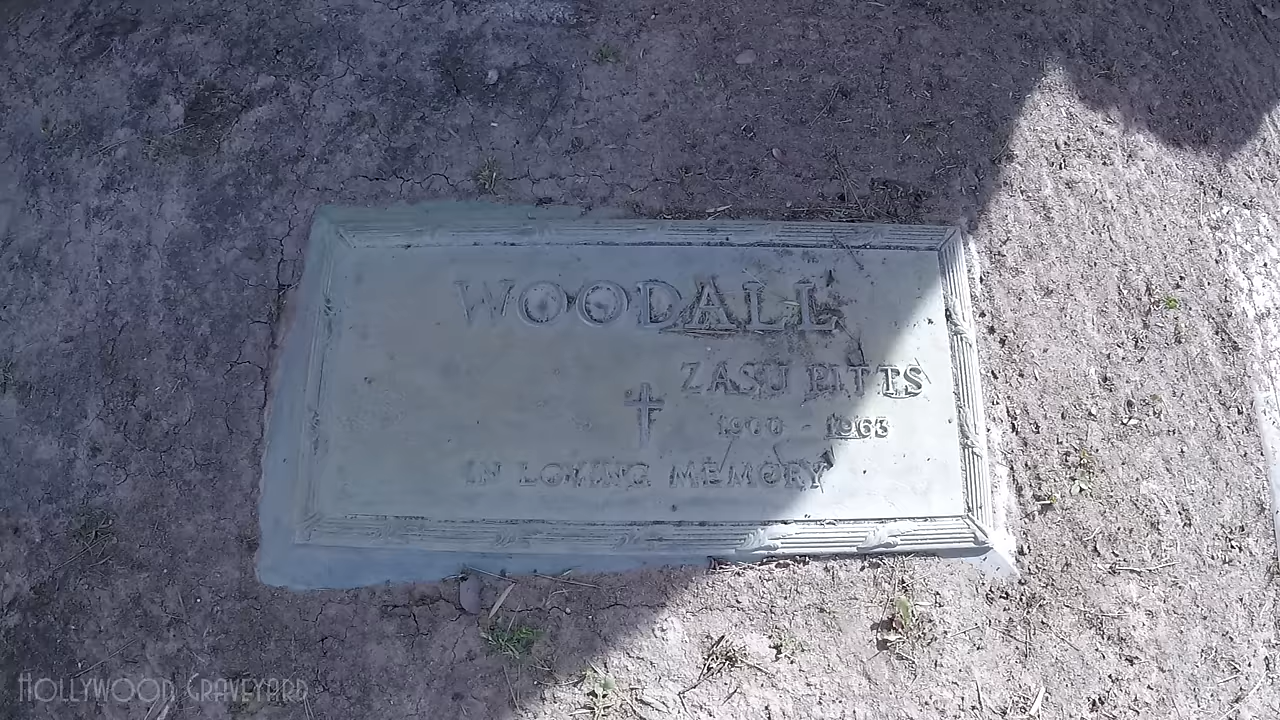 WOODALL
ZASU PITTS
1900 - 1963
IN LOVING MEMORY
HOLLYWOOD GRAVEYARD